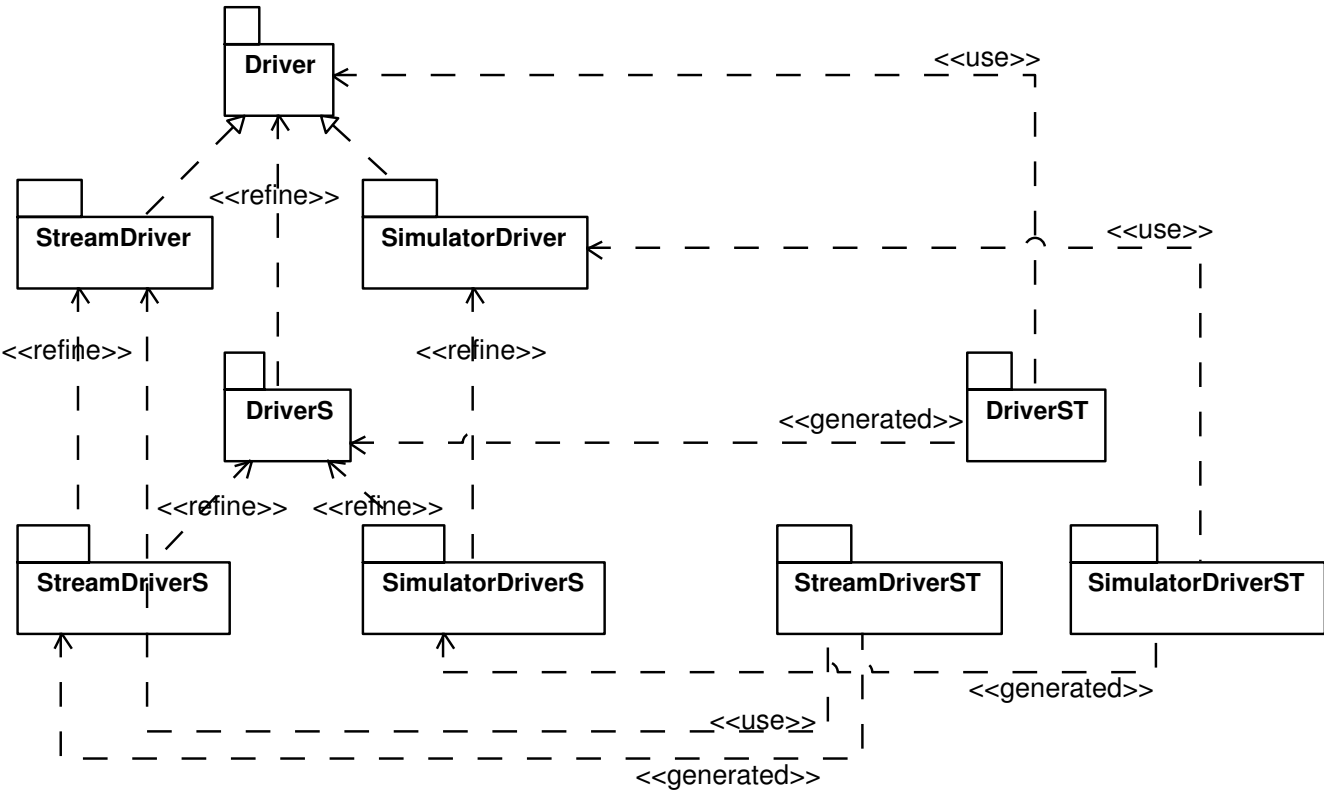 Driver
<<use>>
<<refine>>
StreamDriver
SimulatorDriver
<<use>>
<<refine>>
<<refine>>
DriverS
DriverST
<<generated>>
<<refine>>
<<refine>>
StreamDriverS
SimulatorDriverS
StreamDriverST
SimulatorDriverST
<<generated>>
<<use>>
<<generated>>